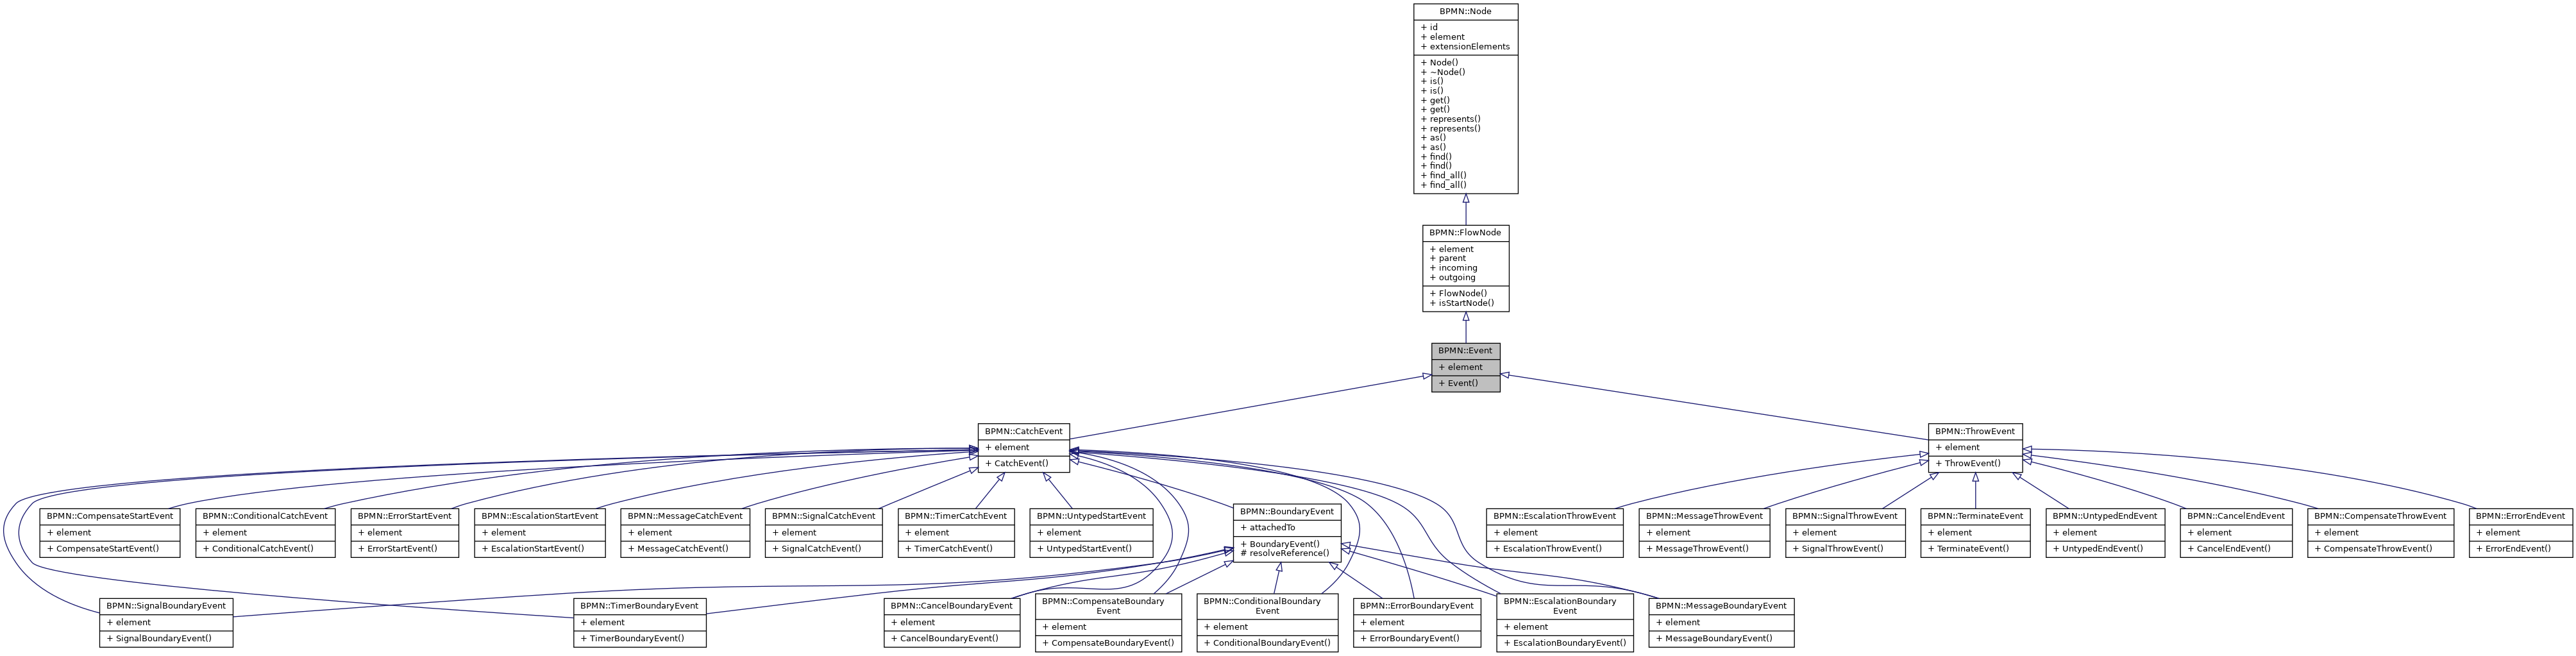 BPMN::Node
+ id
+ element
+ extensionElements
+ Node()
+ ~Node()
+ is()
+ is()
+ get()
+ get()
+ represents()
+ represents()
+ as()
+ as()
+ find()
+ find()
+ find_all()
+ find_all()
BPMN::FlowNode
+ element
+ parent
+ incoming
+ outgoing
+ FlowNode()
+ isStartNode()
BPMN::Event
+ element
+ Event()
BPMN::CatchEvent
+ element
+ CatchEvent()
BPMN::ThrowEvent
+ element
+ ThrowEvent()
BPMN::CompensateStartEvent
+ element
+ CompensateStartEvent()
BPMN::ConditionalCatchEvent
+ element
+ ConditionalCatchEvent()
BPMN::ErrorStartEvent
+ element
+ ErrorStartEvent()
BPMN::EscalationStartEvent
+ element
+ EscalationStartEvent()
BPMN::MessageCatchEvent
+ element
+ MessageCatchEvent()
BPMN::SignalCatchEvent
+ element
+ SignalCatchEvent()
BPMN::TimerCatchEvent
+ element
+ TimerCatchEvent()
BPMN::UntypedStartEvent
+ element
+ UntypedStartEvent()
BPMN::BoundaryEvent
+ attachedTo
+ BoundaryEvent()
# resolveReference()
BPMN::EscalationThrowEvent
+ element
+ EscalationThrowEvent()
BPMN::MessageThrowEvent
+ element
+ MessageThrowEvent()
BPMN::SignalThrowEvent
+ element
+ SignalThrowEvent()
BPMN::TerminateEvent
+ element
+ TerminateEvent()
BPMN::UntypedEndEvent
+ element
+ UntypedEndEvent()
BPMN::CancelEndEvent
+ element
+ CancelEndEvent()
BPMN::CompensateThrowEvent
+ element
+ CompensateThrowEvent()
BPMN::ErrorEndEvent
+ element
+ ErrorEndEvent()
BPMN::SignalBoundaryEvent
+ element
+ SignalBoundaryEvent()
BPMN::TimerBoundaryEvent
+ element
+ TimerBoundaryEvent()
BPMN::CancelBoundaryEvent
+ element
+ CancelBoundaryEvent()
BPMN::CompensateBoundary
Event
+ element
+ CompensateBoundaryEvent()
BPMN::ConditionalBoundary
Event
+ element
+ ConditionalBoundaryEvent()
BPMN::ErrorBoundaryEvent
+ element
+ ErrorBoundaryEvent()
BPMN::EscalationBoundary
Event
+ element
+ EscalationBoundaryEvent()
BPMN::MessageBoundaryEvent
+ element
+ MessageBoundaryEvent()